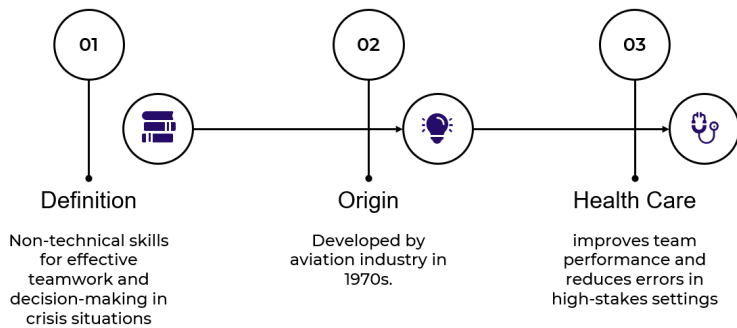 01
Definition
Non-technical skills
for effective
teamwork and
decision-making in
crisis situations
02
Origin
Developed by
aviation industry in
1970s.
03
Health Care
improves team
performance and
reduces errors in
high-stakes settings